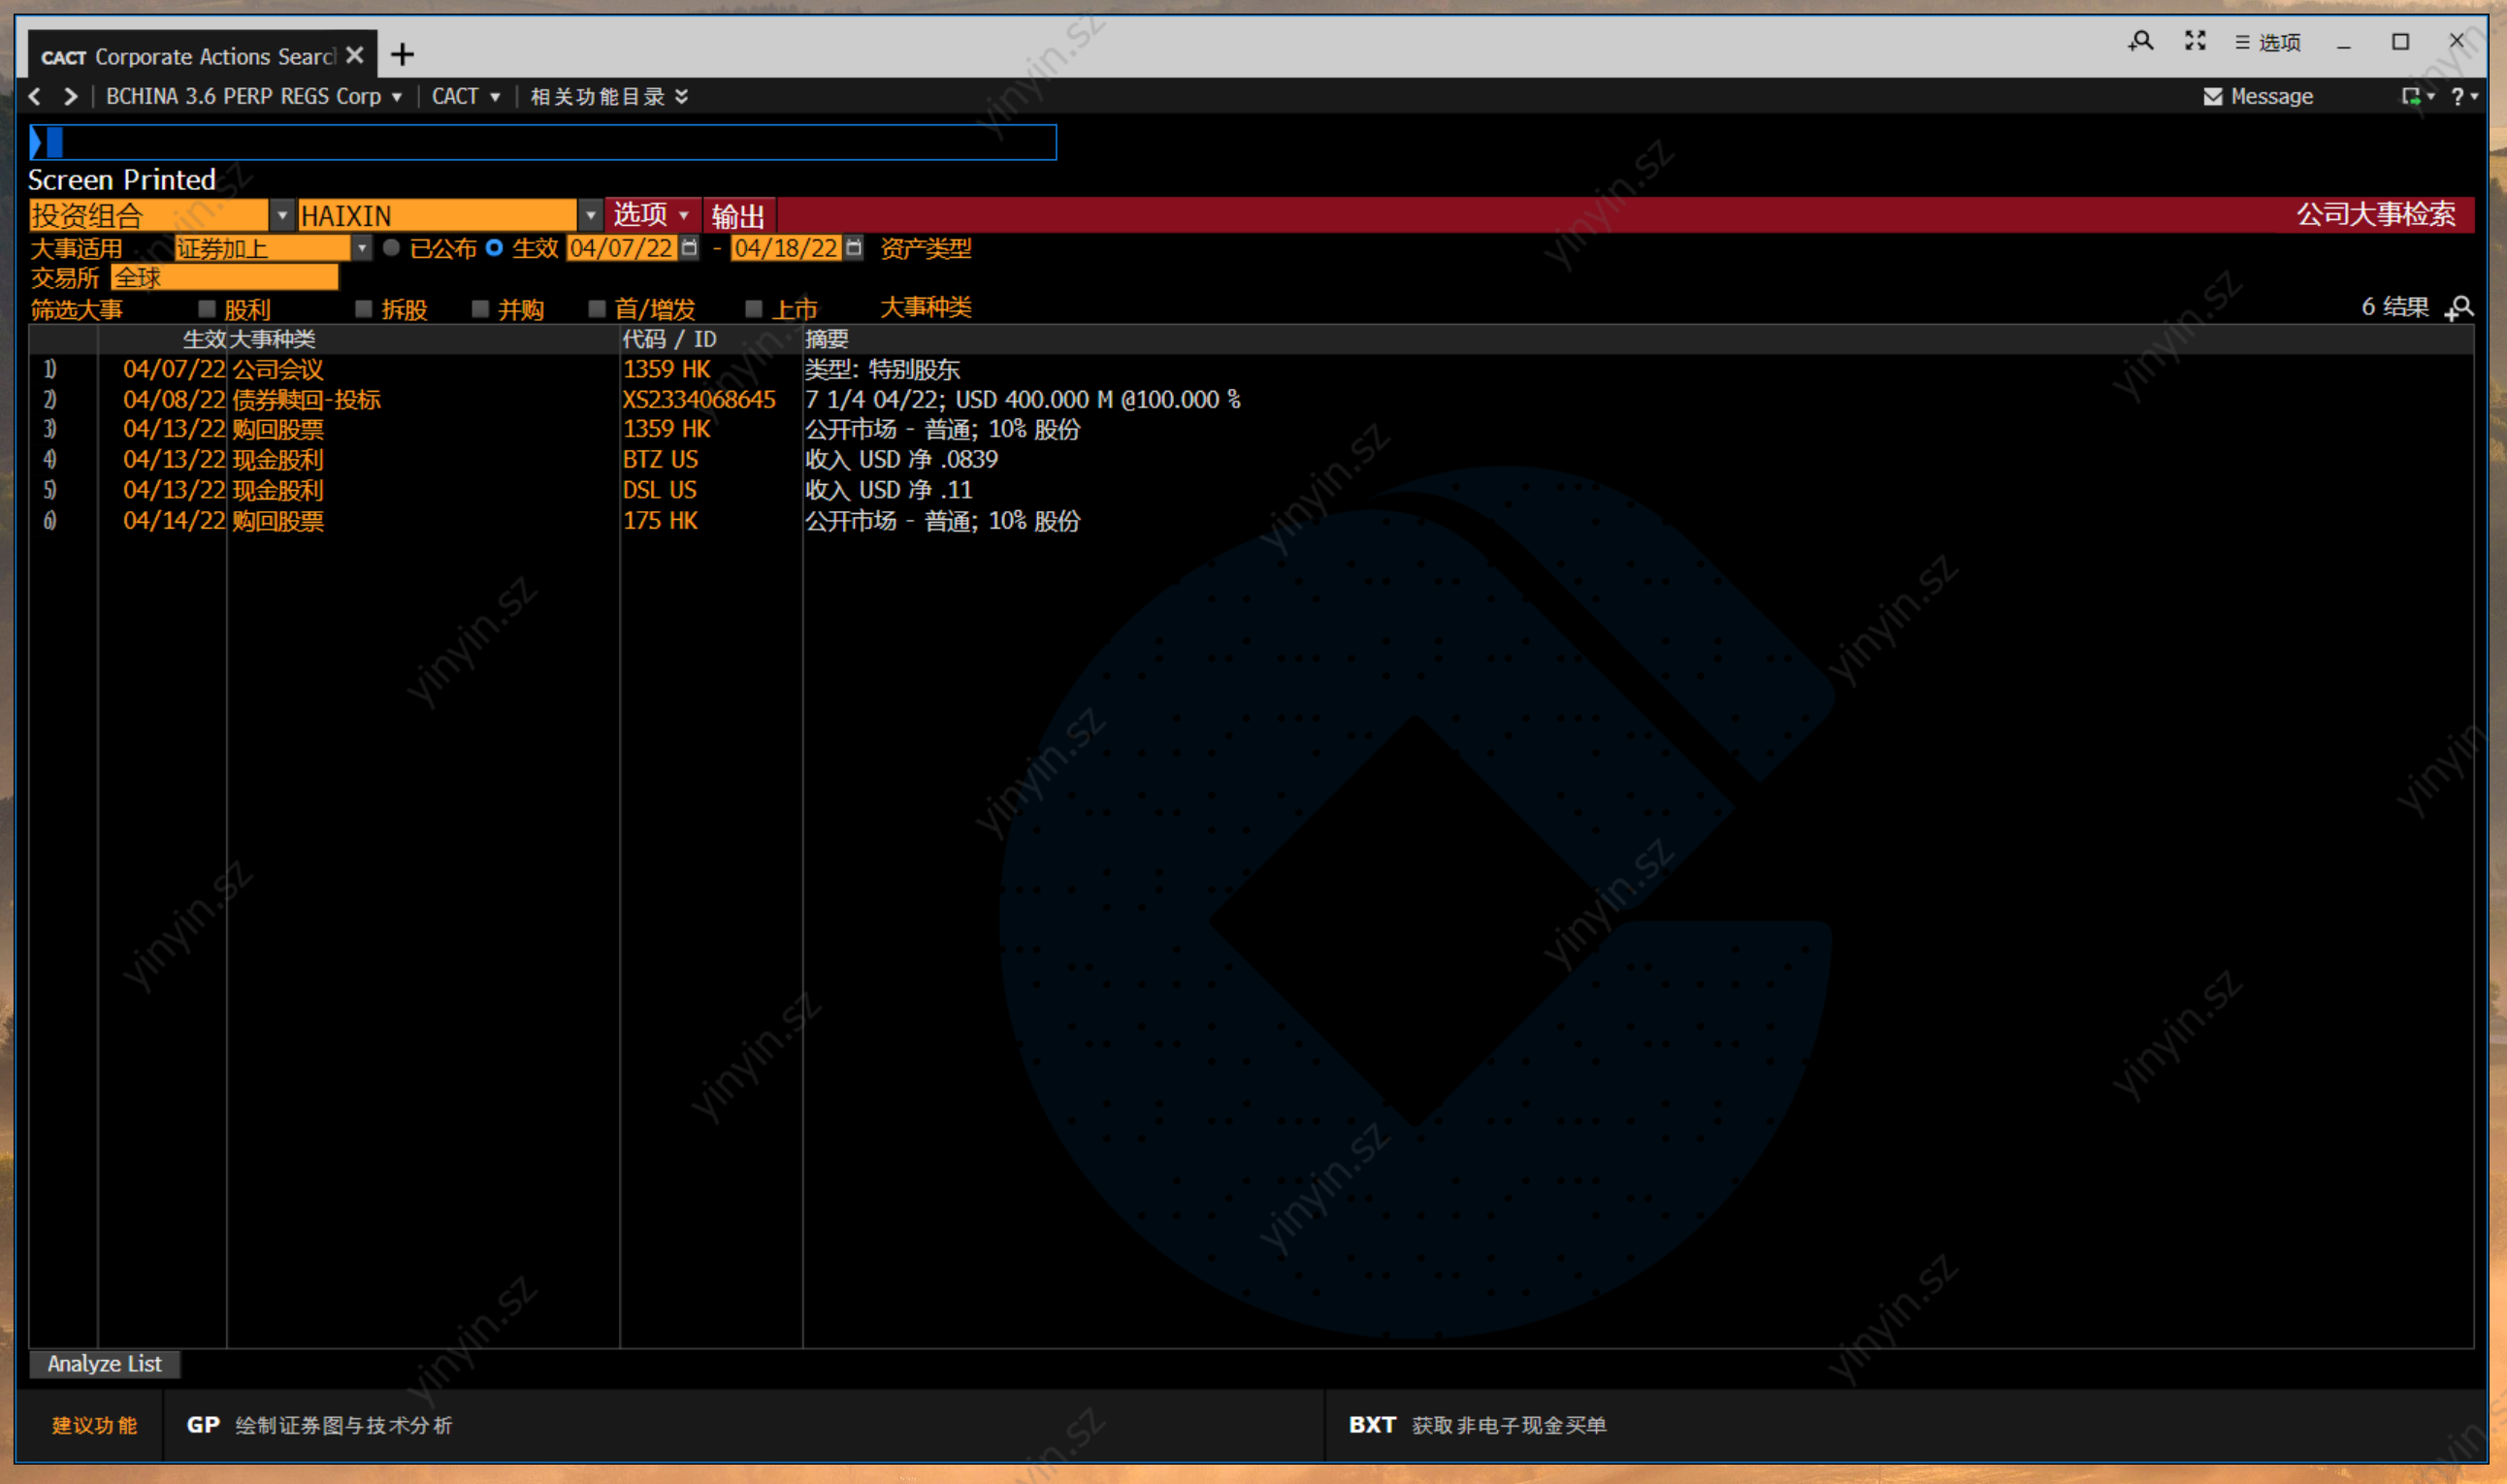 CACT Corporate Actions Searc
选项
BCHINA 3.6 PERP REGS Corp CACT 相关功能目录 Message ?
Screen Printed
投资组合 HAIXIN 选项 输出 公司大事检索
大事适用 证券加上 已公布 生效 04/07/22 - 04/18/22 资产类型
交易所 全球
筛选大事 股利 拆股 并购 首/增发 上市 大事种类 6 结果
生效 大事种类 代码 / ID 摘要
1) 04/07/22 公司会议 1359 HK 类型: 特别股东
2) 04/08/22 债券赎回-投标 XS2334068645 7 1/4 04/22; USD 400.000 M @100.000 %
3) 04/13/22 购回股票 1359 HK 公开市场 - 普通; 10% 股份
4) 04/13/22 现金股利 BTZ US 收入 USD 净 .0839
5) 04/13/22 现金股利 DSL US 收入 USD 净 .11
6) 04/14/22 购回股票 175 HK 公开市场 - 普通; 10% 股份
Analyze List
建议功能 GP 绘制证券图与技术分析 BXT 获取非电子现金买单
yinyin.sz